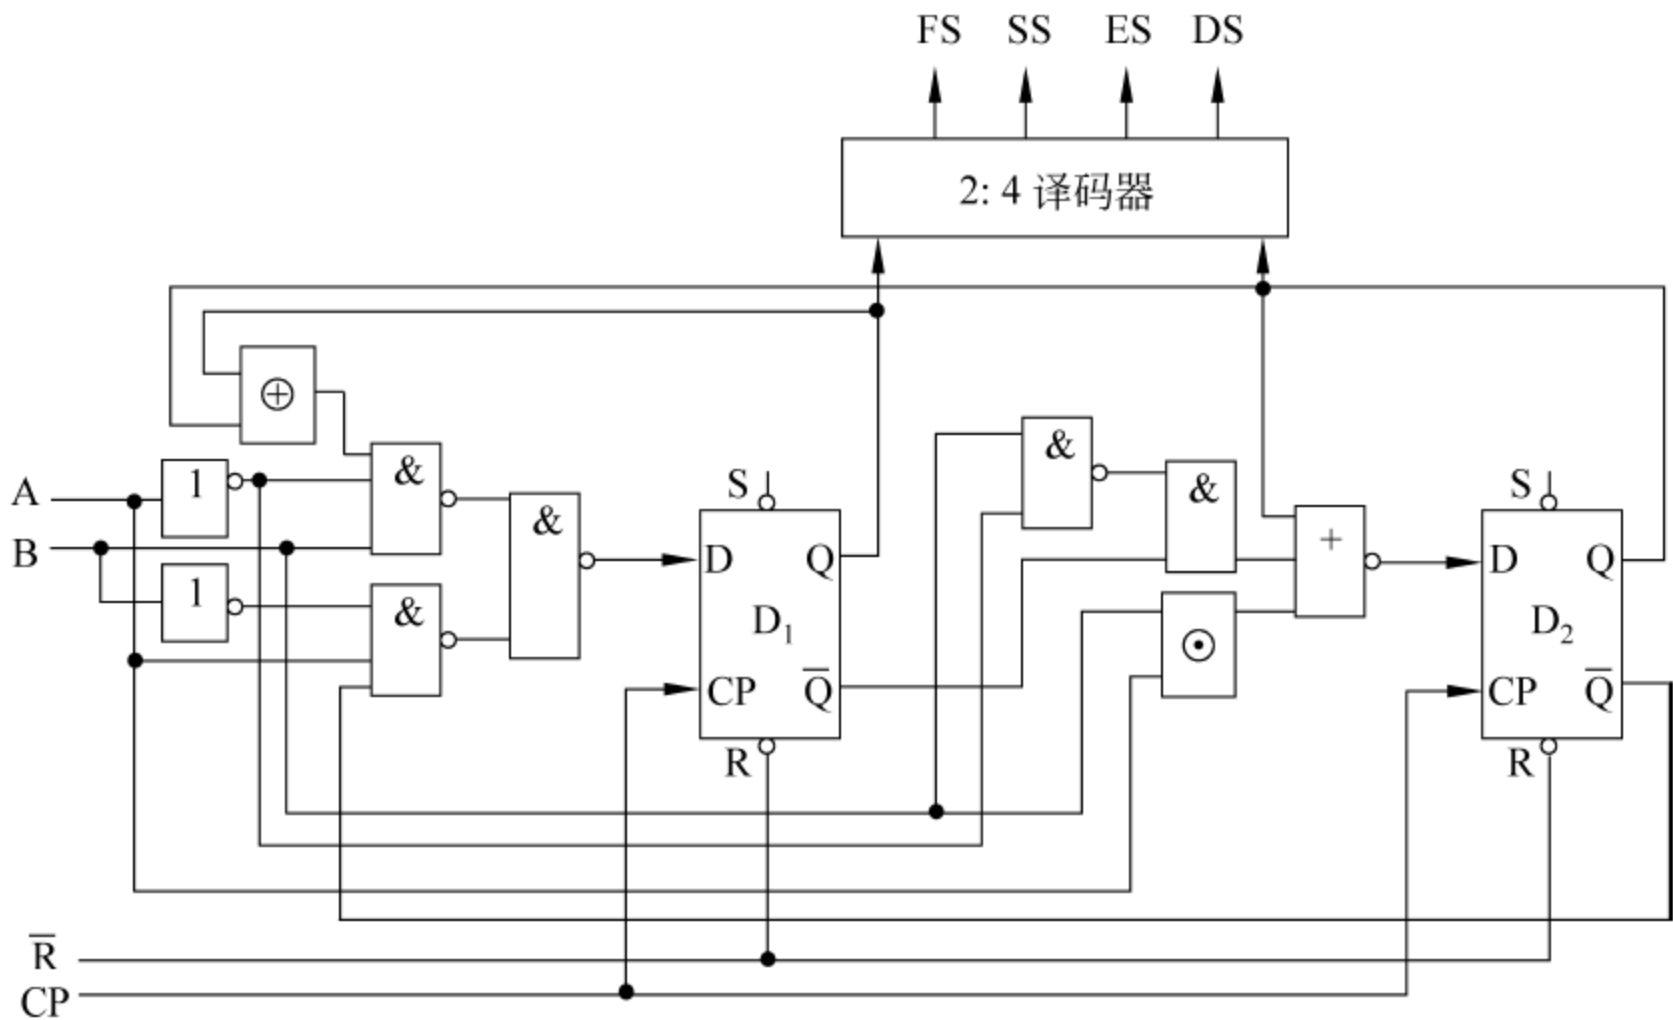 FS SS ES DS
2: 4 译码器
⊕
A
1
&
&
&
B
1
&
S
D Q
D₁
CP Q̅
R
&
&
+
⊙
S
D Q
D₂
CP Q̅
R
R̅
CP